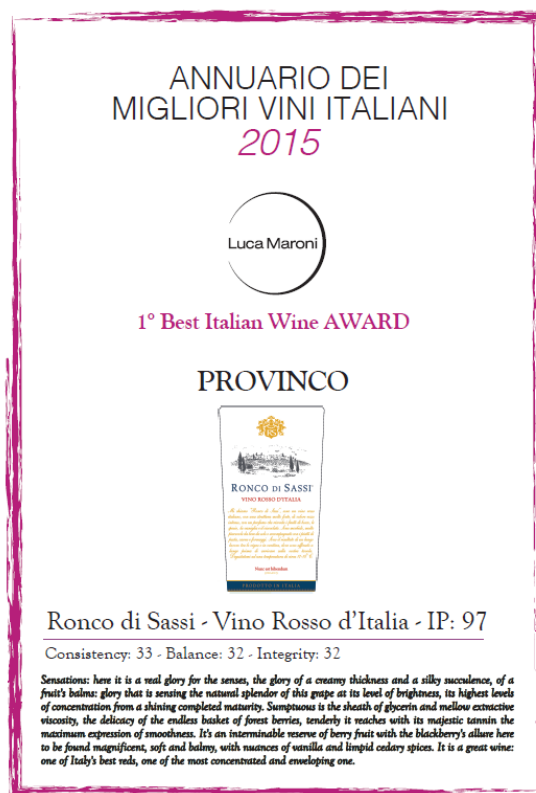 ANNUARIO DEI
MIGLIORI VINI ITALIANI
2015
Luca Maroni
1° Best Italian Wine AWARD
PROVINCO
RONCO DI SASSI
VINO ROSSO D'ITALIA
PRODOTTO IN ITALIA
Ronco di Sassi - Vino Rosso d'Italia - IP: 97
Consistency: 33 - Balance: 32 - Integrity: 32
Sensations: here it is a real glory for the senses, the glory of a creamy thickness and a silky succulence, of a
fruit's balms: glory that is sensing the natural splendor of this grape at its level of brightness, its highest levels
of concentration from a shining completed maturity. Sumptuous is the sheath of glycerin and mellow extractive
viscosity, the delicacy of the endless basket of forest berries, tenderly it reaches with its majestic tannin the
maximum expression of smoothness. It's an interminable reserve of berry fruit with the blackberry's allure here
to be found magnificent, soft and balmy, with nuances of vanilla and limpid cedary spices. It is a great wine:
one of Italy's best reds, one of the most concentrated and enveloping one.